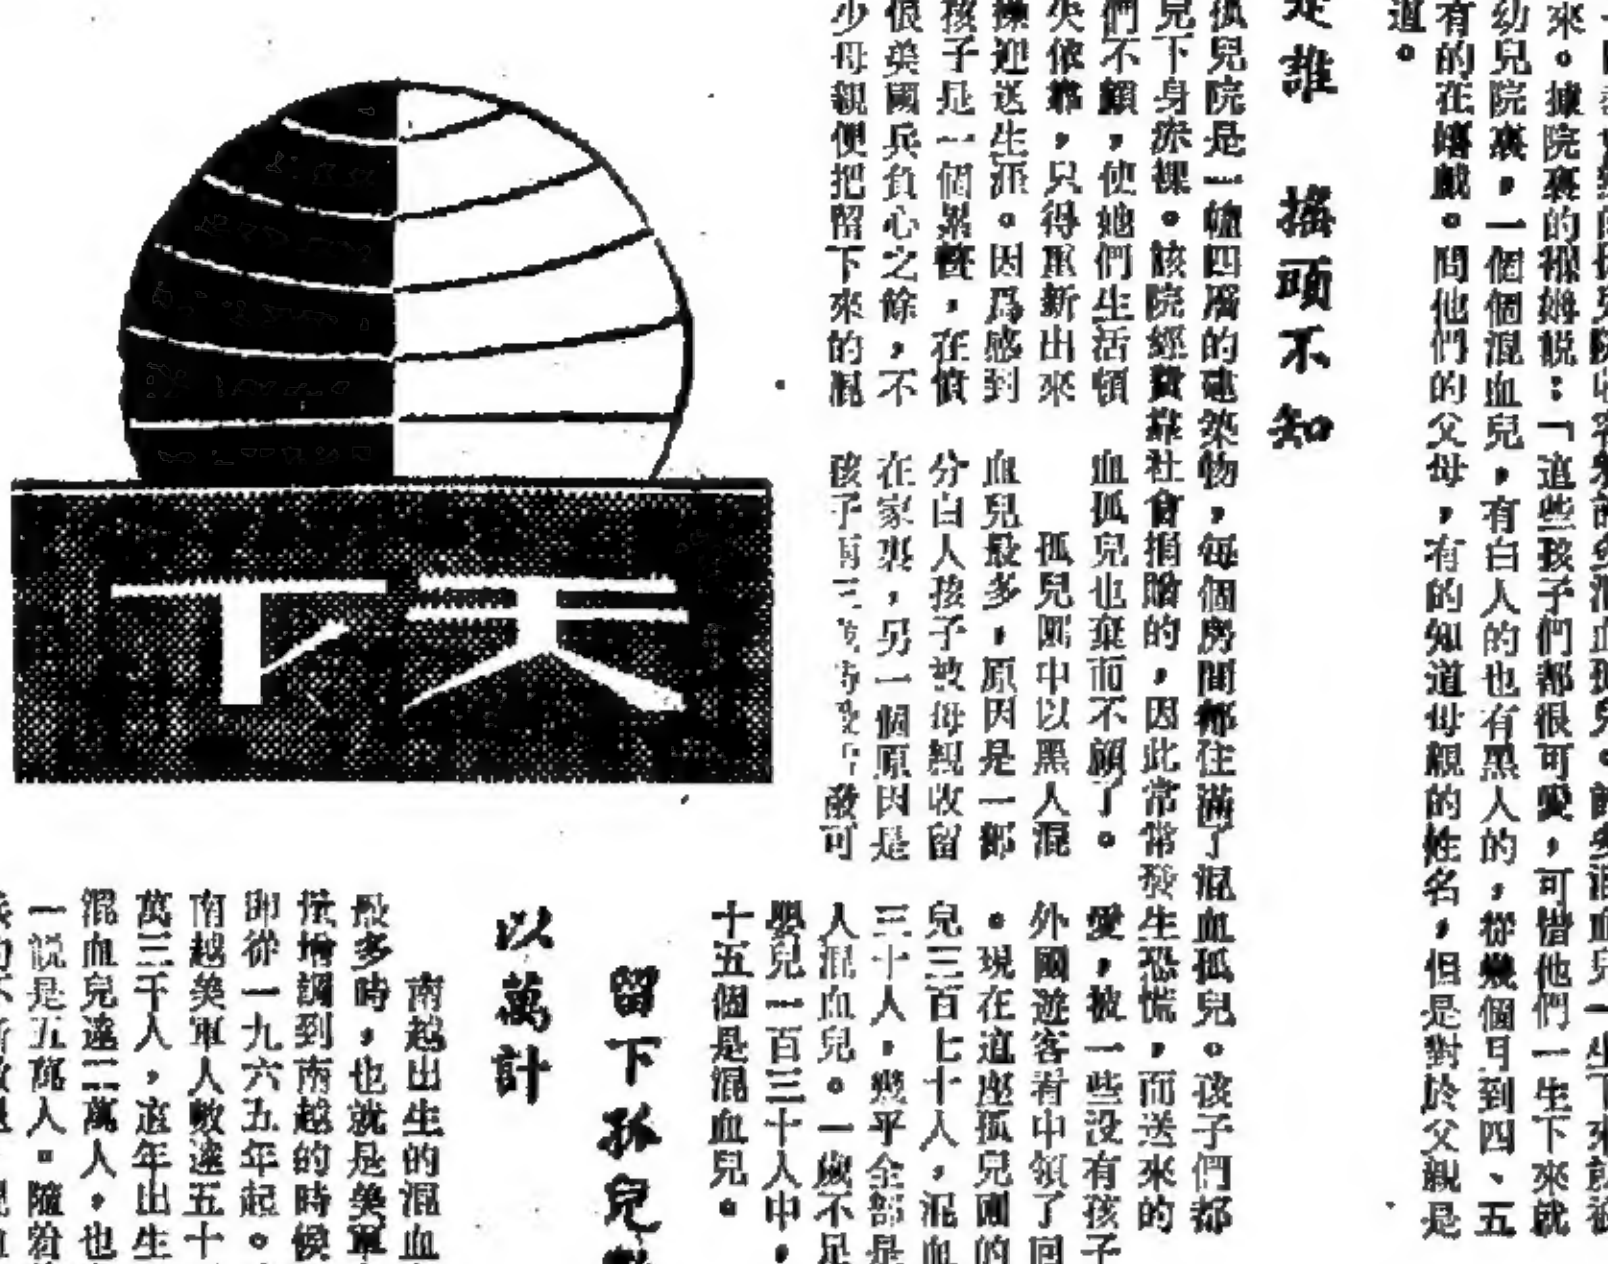 來。據院裏的褓姆說：「這些孩子們都很可愛，可惜他們一生下來就
幼兒院裏，一個個混血兒，有白人的也有黑人的，從幾個月到四、五
有的在嬉戲。問他們的父母，有的知道母親的姓名，但是對於父親是
道。
是誰　搖頭不知
孤兒院是一幢四層的建築物，每個房間都住滿了混血孤兒。孩子們都
兒下身赤裸。該院經費靠社會捐贈的，因此常常發生恐慌，而送來的
們不顧，使她們生活頓
失依靠，只得重新出來
操迎送生涯。因爲感到
孩子是一個累贅，在憤
恨美國兵負心之餘，不
少母親便把留下來的混
血孤兒也棄而不顧了。
孤兒園中以黑人混
血兒最多，原因是一部
分白人孩子被母親收留
在家裏，另一個原因是
孩子兩三　可
愛，被一些没有孩子
外國遊客看中領了回
。現在這座孤兒園的
兒三百七十人，混血
三十人，幾乎全部是
人混血兒。一歲不足
嬰兒一百三十人中，
十五個是混血兒。
天下
留下孤兒
以萬計
南越出生的混血
最多時，也就是美軍
增調到南越的時候
即從一九六五年起。
南越美軍人數達五十
萬三千人，這年出生
混血兒達二萬人，也
一說是五萬人。隨着